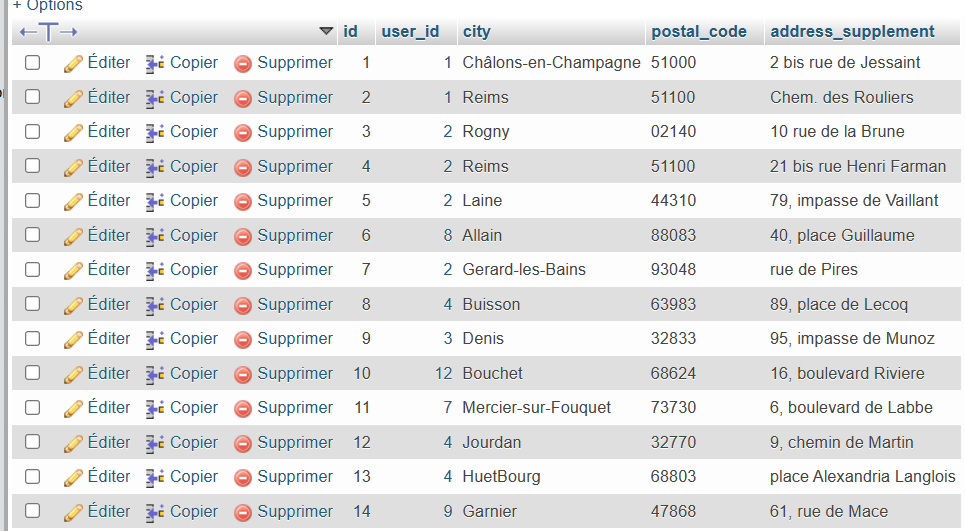 + Options
id user_id city postal_code address_supplement
Éditer Copier Supprimer 1 1 Châlons-en-Champagne 51000 2 bis rue de Jessaint
Éditer Copier Supprimer 2 1 Reims 51100 Chem. des Rouliers
Éditer Copier Supprimer 3 2 Rogny 02140 10 rue de la Brune
Éditer Copier Supprimer 4 2 Reims 51100 21 bis rue Henri Farman
Éditer Copier Supprimer 5 2 Laine 44310 79, impasse de Vaillant
Éditer Copier Supprimer 6 8 Allain 88083 40, place Guillaume
Éditer Copier Supprimer 7 2 Gerard-les-Bains 93048 rue de Pires
Éditer Copier Supprimer 8 4 Buisson 63983 89, place de Lecoq
Éditer Copier Supprimer 9 3 Denis 32833 95, impasse de Munoz
Éditer Copier Supprimer 10 12 Bouchet 68624 16, boulevard Riviere
Éditer Copier Supprimer 11 7 Mercier-sur-Fouquet 73730 6, boulevard de Labbe
Éditer Copier Supprimer 12 4 Jourdan 32770 9, chemin de Martin
Éditer Copier Supprimer 13 4 HuetBourg 68803 place Alexandria Langlois
Éditer Copier Supprimer 14 9 Garnier 47868 61, rue de Mace